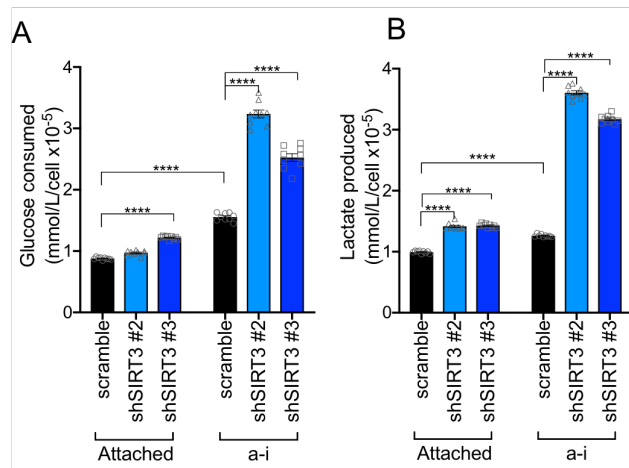 A
Glucose consumed
(mmol/L/cell x10-5)
4
3
2
1
0
****
****
****
****
scramble
shSIRT3 #2
shSIRT3 #3
scramble
shSIRT3 #2
shSIRT3 #3
Attached
a-i
B
Lactate produced
(mmol/L/cell x10-5)
4
3
2
1
0
****
****
****
****
****
scramble
shSIRT3 #2
shSIRT3 #3
scramble
shSIRT3 #2
shSIRT3 #3
Attached
a-i